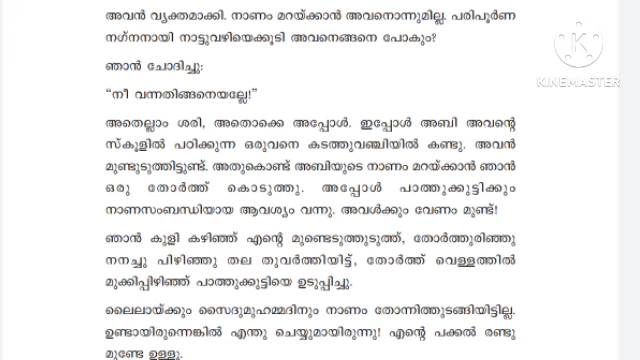 അവൻ വ്യക്തമാക്കി. നാണം മറയ്ക്കാൻ അവനൊന്നുമില്ല. പരിപൂർണ
നഗ്നനായി നാട്ടുവഴിയെക്കൂടി അവനെങ്ങനെ പോകും?
ഞാൻ ചോദിച്ചു:
“നീ വന്നതിങ്ങനെയല്ലേ!”
അതെല്ലാം ശരി, അതൊക്കെ അപ്പോൾ. ഇപ്പോൾ അബി അവന്റെ
സ്കൂളിൽ പഠിക്കുന്ന ഒരുവനെ കടത്തുവഞ്ചിയിൽ കണ്ടു. അവൻ
മുണ്ടുടുത്തിട്ടുണ്ട്. അതുകൊണ്ട് അബിയുടെ നാണം മറയ്ക്കാൻ ഞാൻ
ഒരു തോർത്ത് കൊടുത്തു. അപ്പോൾ പാത്തുക്കുട്ടിക്കും
നാണസംബന്ധിയായ ആവശ്യം വന്നു. അവൾക്കും വേണം മുണ്ട്!
ഞാൻ കുളി കഴിഞ്ഞ് എന്റെ മുണ്ടെടുത്തുടുത്ത്, തോർത്തുരിഞ്ഞു
നനച്ചു പിഴിഞ്ഞു തല തുവർത്തിയിട്ട്, തോർത്ത് വെള്ളത്തിൽ
മുക്കിപ്പിഴിഞ്ഞ് പാത്തുക്കുട്ടിയെ ഉടുപ്പിച്ചു.
ലൈലായ്ക്കും സൈദുമുഹമ്മദിനും നാണം തോന്നിത്തുടങ്ങിയിട്ടില്ല.
ഉണ്ടായിരുന്നെങ്കിൽ എന്തു ചെയ്യുമായിരുന്നു! എന്റെ പക്കൽ രണ്ടു
മുണ്ടേ ഉള്ളൂ.
KINEMASTER